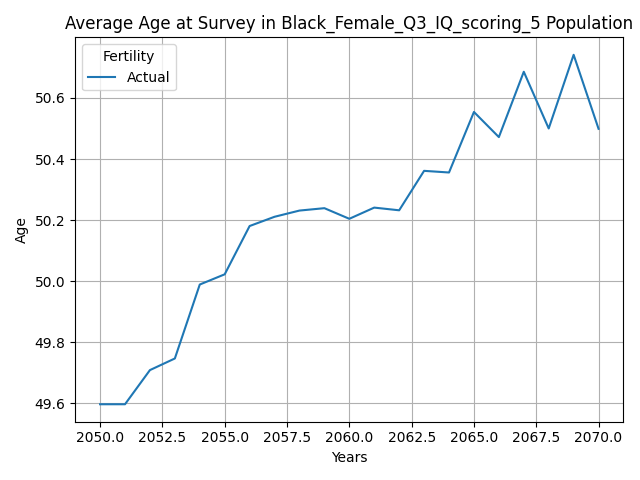 Average Age at Survey in Black_Female_Q3_IQ_scoring_5 Population
Fertility
Actual
Age
50.6
50.4
50.2
50.0
49.8
49.6
2050.0 2052.5 2055.0 2057.5 2060.0 2062.5 2065.0 2067.5 2070.0
Years